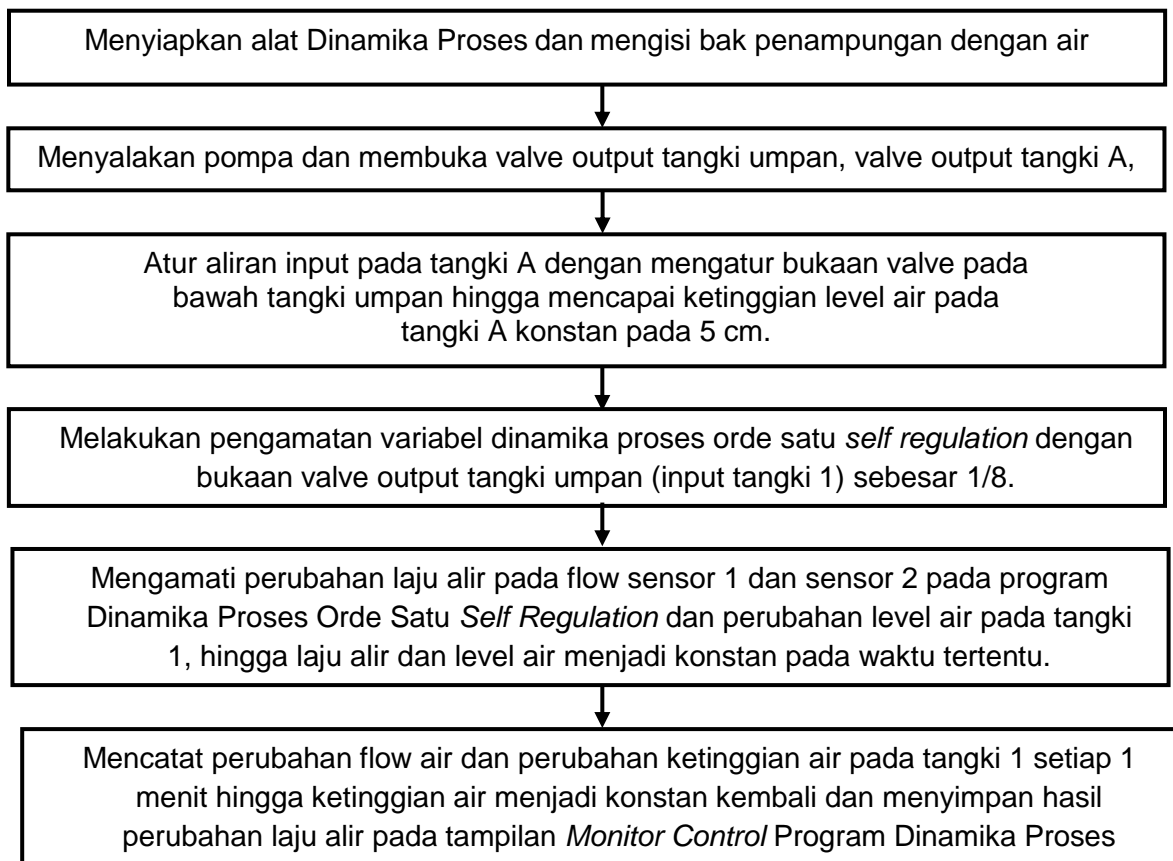 Menyiapkan alat Dinamika Proses dan mengisi bak penampungan dengan air
Menyalakan pompa dan membuka valve output tangki umpan, valve output tangki A,
Atur aliran input pada tangki A dengan mengatur bukaan valve pada
bawah tangki umpan hingga mencapai ketinggian level air pada
tangki A konstan pada 5 cm.
Melakukan pengamatan variabel dinamika proses orde satu self regulation dengan
bukaan valve output tangki umpan (input tangki 1) sebesar 1/8.
Mengamati perubahan laju alir pada flow sensor 1 dan sensor 2 pada program
Dinamika Proses Orde Satu Self Regulation dan perubahan level air pada tangki
1, hingga laju alir dan level air menjadi konstan pada waktu tertentu.
Mencatat perubahan flow air dan perubahan ketinggian air pada tangki 1 setiap 1
menit hingga ketinggian air menjadi konstan kembali dan menyimpan hasil
perubahan laju alir pada tampilan Monitor Control Program Dinamika Proses